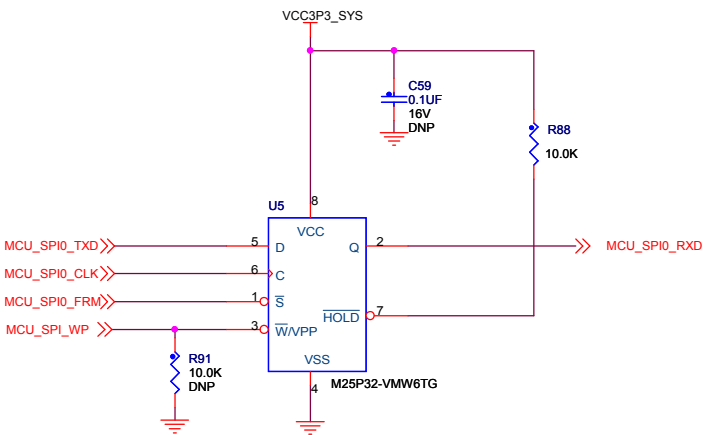 VCC3P3_SYS
C59
0.1UF
16V
DNP
R88
10.0K
U5
8
VCC
MCU_SPI0_TXD
5
D
Q
2
MCU_SPI0_RXD
MCU_SPI0_CLK
6
C
MCU_SPI0_FRM
1
S
HOLD
7
MCU_SPI_WP
3
W/VPP
R91
10.0K
DNP
VSS
4
M25P32-VMW6TG